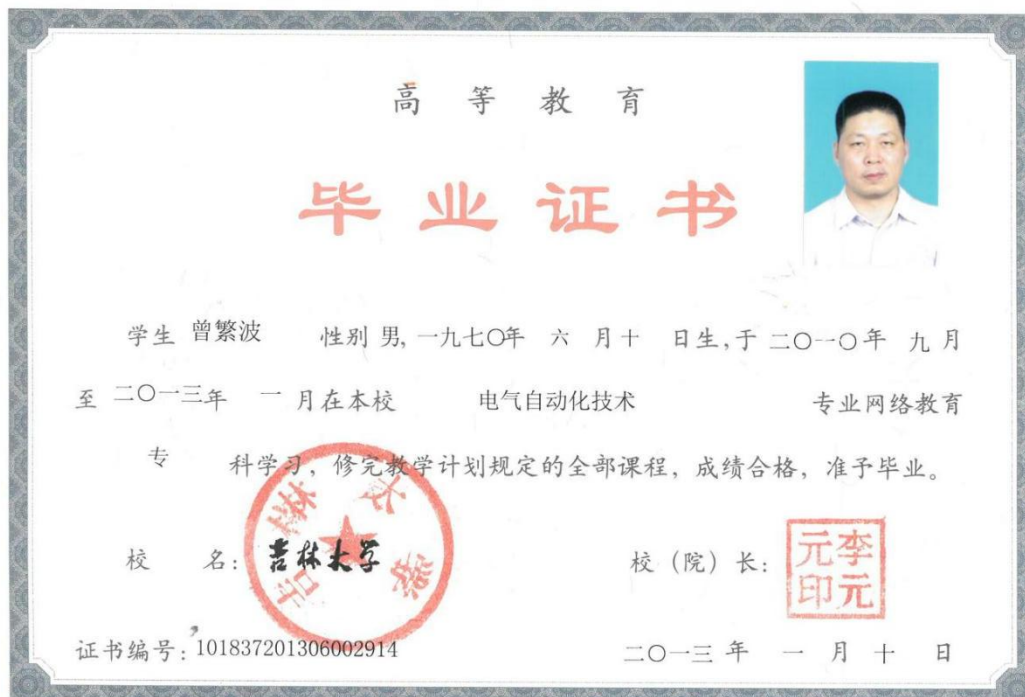 高等教育
毕业证书
学生 曾繁波 性别 男, 一九七〇年 六 月 十 日生, 于 二〇一〇年 九 月
至 二〇一三年 一 月在本校 电气自动化技术 专业网络教育
专 科学习, 修完教学计划规定的全部课程, 成绩合格, 准予毕业。
校 名: 吉林大学
吉林大学
校 (院) 长:
李元元印
证书编号: 101837201306002914
二〇一三 年 一 月 十 日